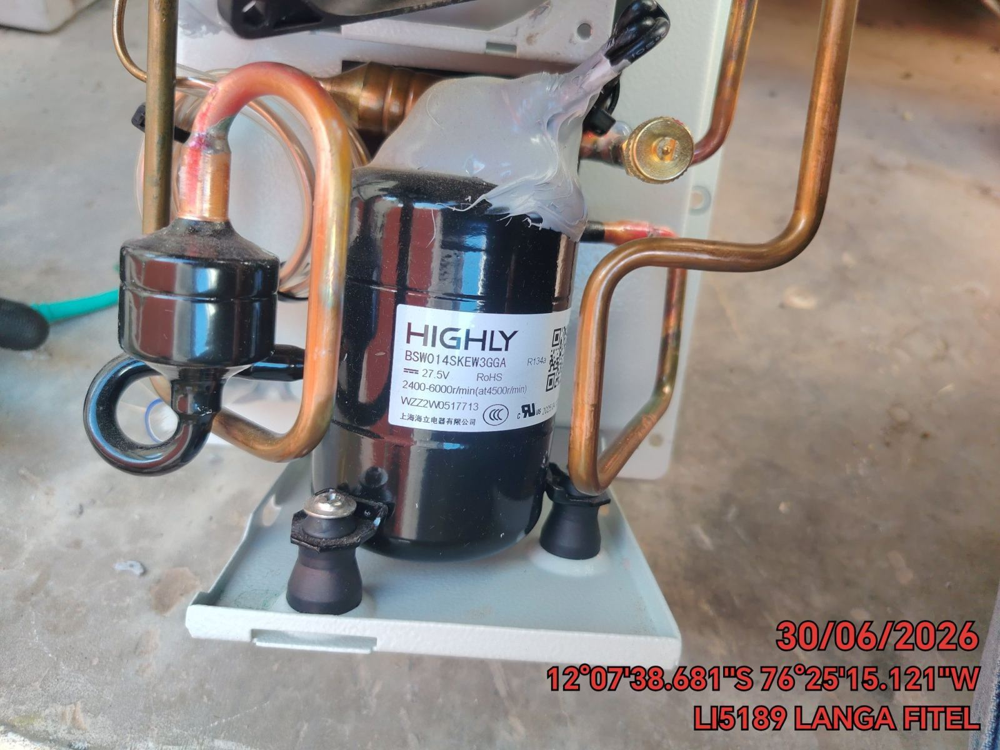 HIGHLY
BSW014SKEW3GGA R134a
27.5V RoHS
2400-6000r/min(at4500r/min)
WZZ2W0517713
上海海立电器有限公司
c RU US
30/06/2026
12°07'38.681"S 76°25'15.121"W
LI5189 LANGA FITEL